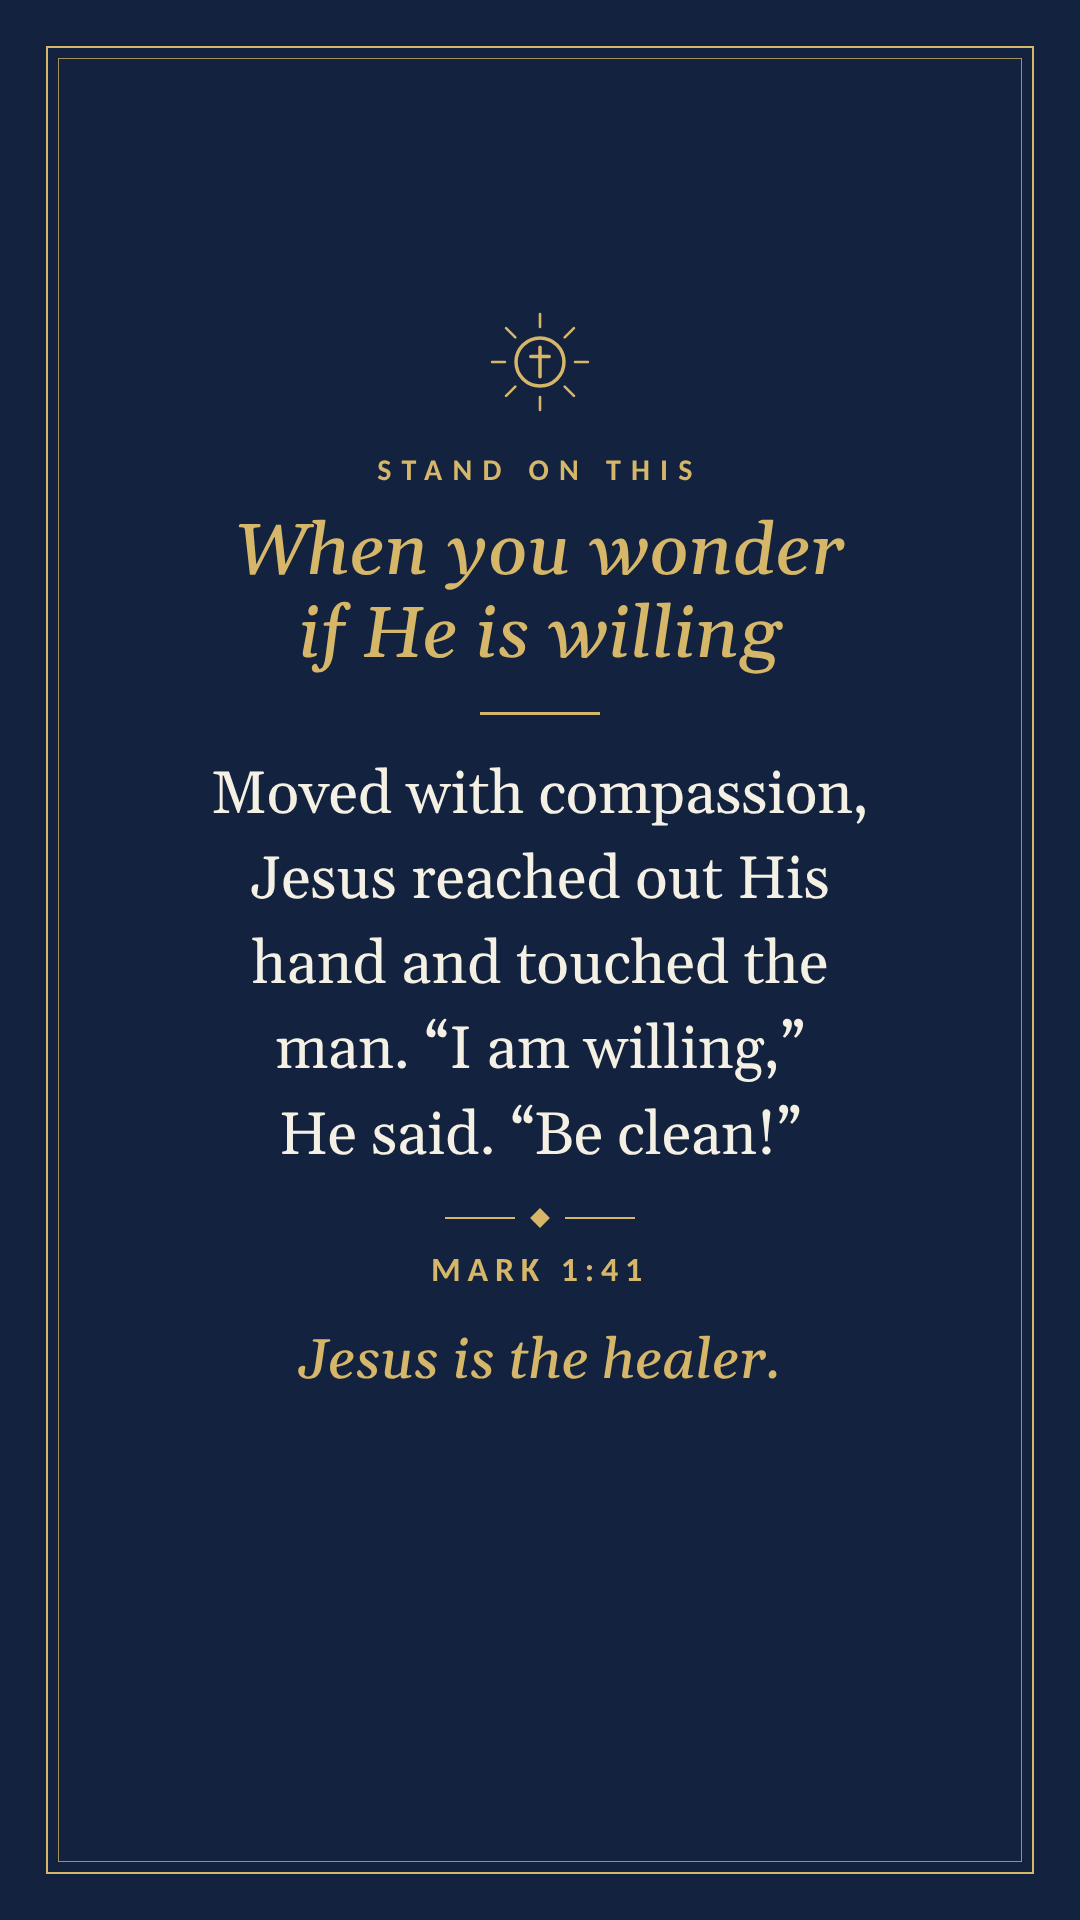 STAND ON THIS
When you wonder
if He is willing
Moved with compassion,
Jesus reached out His
hand and touched the
man. “I am willing,”
He said. “Be clean!”
MARK 1:41
Jesus is the healer.